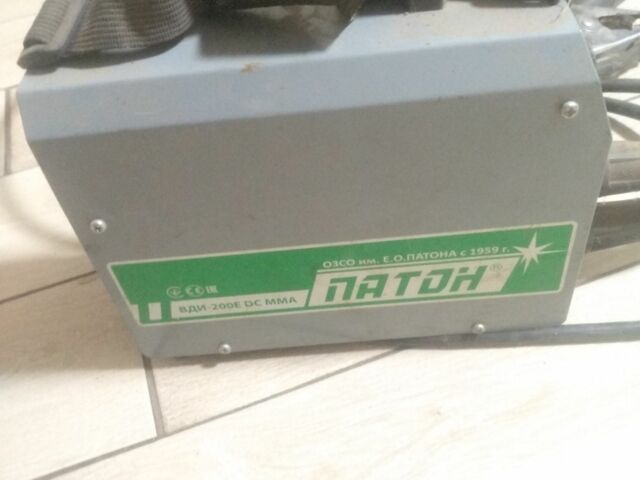 ОЗСО им. Е.О.ПАТОНА с 1959 г.
ПАТОН®
ВДИ-200Е DC MMA